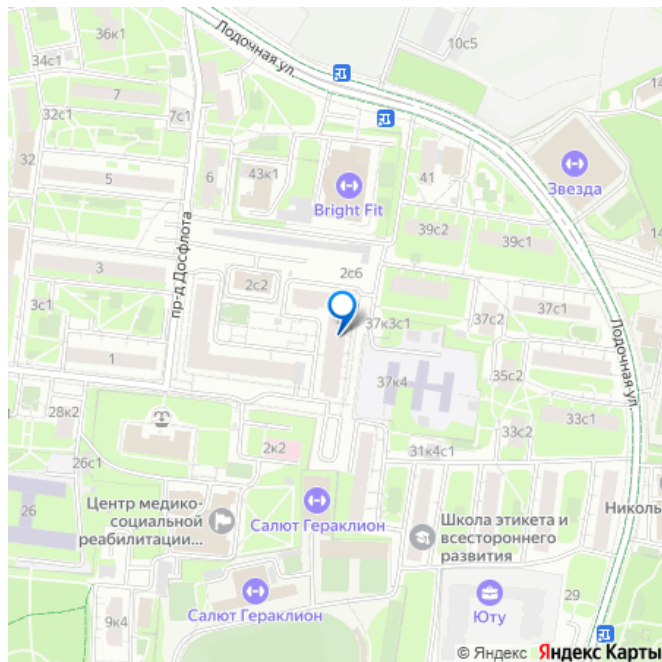 36к1
Лодочная ул.
10с5
34с1
7
32с1
7с1
32
5
6
43к1
Bright Fit
41
Звезда
14
39с2
39с1
пр-д Досфлота
3
2с6
2с2
3с1
37к3с1
37с2
37с1
Лодочная ул.
1
37к4
35с2
28к2
33с2
33с1
2к2
31к4с1
26с1
26
Центр медико-
социальной
реабилитации...
Салют Гераклион
Школа этикета и
всестороннего
развития
Николь
Салют Гераклион
Юту
29
9к4
© Яндекс Яндекс Карты